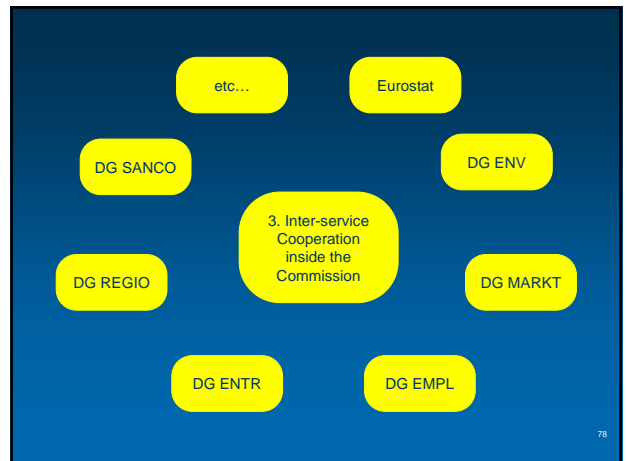 etc…
Eurostat
DG SANCO
DG ENV
3. Inter-service
Cooperation
inside the
Commission
DG REGIO
DG MARKT
DG ENTR
DG EMPL
78